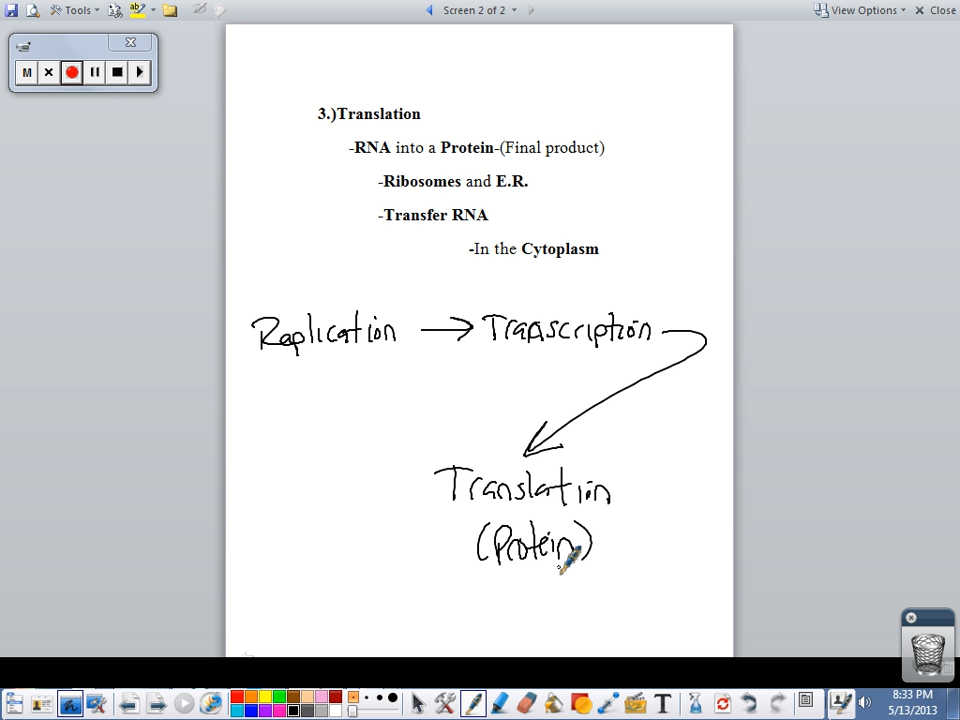 Tools
Screen 2 of 2
View Options
Close
M
3.)Translation
-RNA into a Protein-(Final product)
-Ribosomes and E.R.
-Transfer RNA
-In the Cytoplasm
Replication → Transcription
Translation
(Protein)
T
8:33 PM
5/13/2013